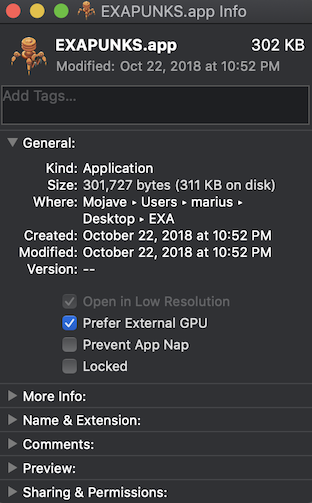 EXAPUNKS.app Info
EXAPUNKS.app 302 KB
Modified: Oct 22, 2018 at 10:52 PM
Add Tags...
General:
Kind: Application
Size: 301,727 bytes (311 KB on disk)
Where: Mojave ▸ Users ▸ marius ▸
Desktop ▸ EXA
Created: October 22, 2018 at 10:52 PM
Modified: October 22, 2018 at 10:52 PM
Version: --
Open in Low Resolution
Prefer External GPU
Prevent App Nap
Locked
More Info:
Name & Extension:
Comments:
Preview:
Sharing & Permissions: